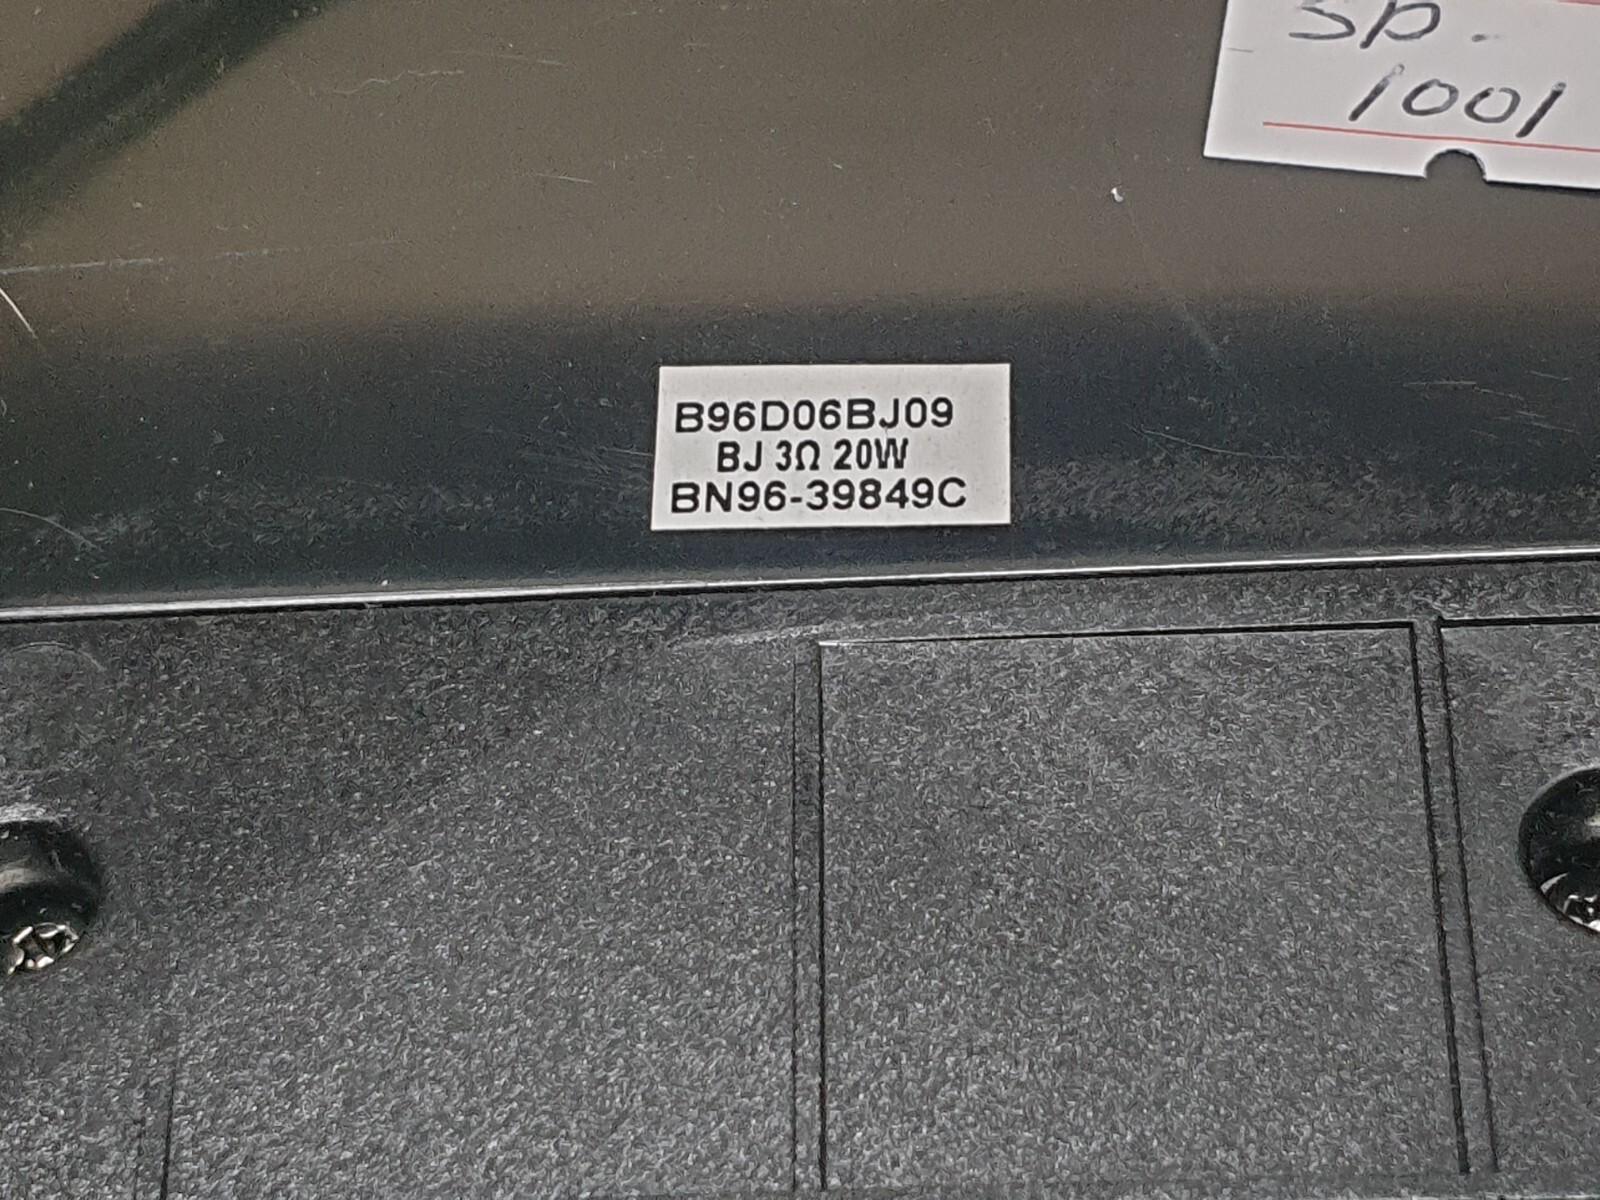 SP.
1001
B96D06BJ09
BJ 3Ω 20W
BN96-39849C